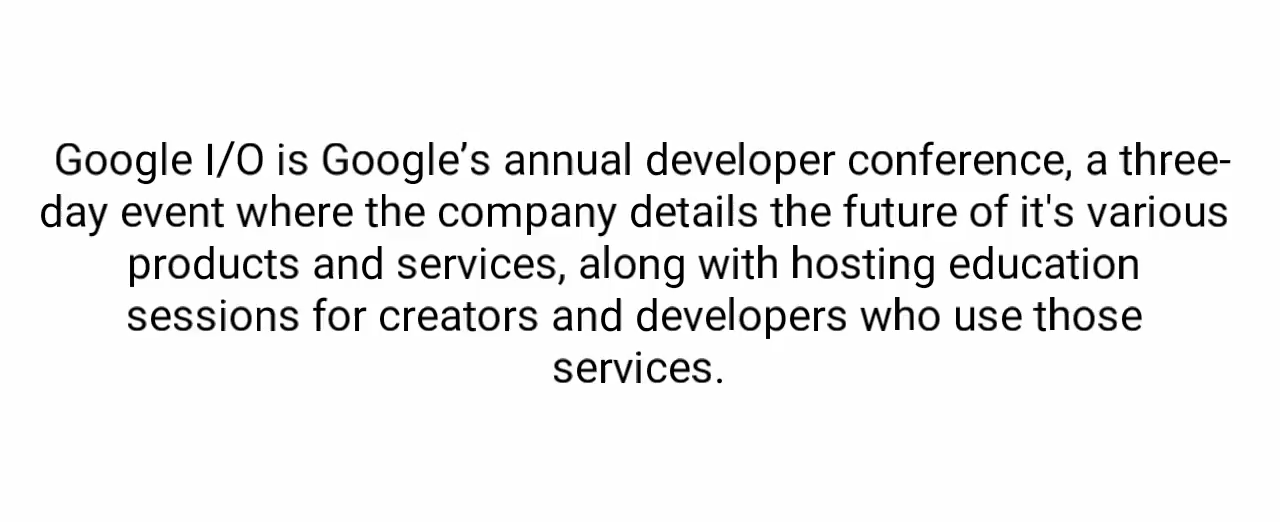 Google I/O is Google’s annual developer conference, a three-
day event where the company details the future of it's various
products and services, along with hosting education
sessions for creators and developers who use those
services.